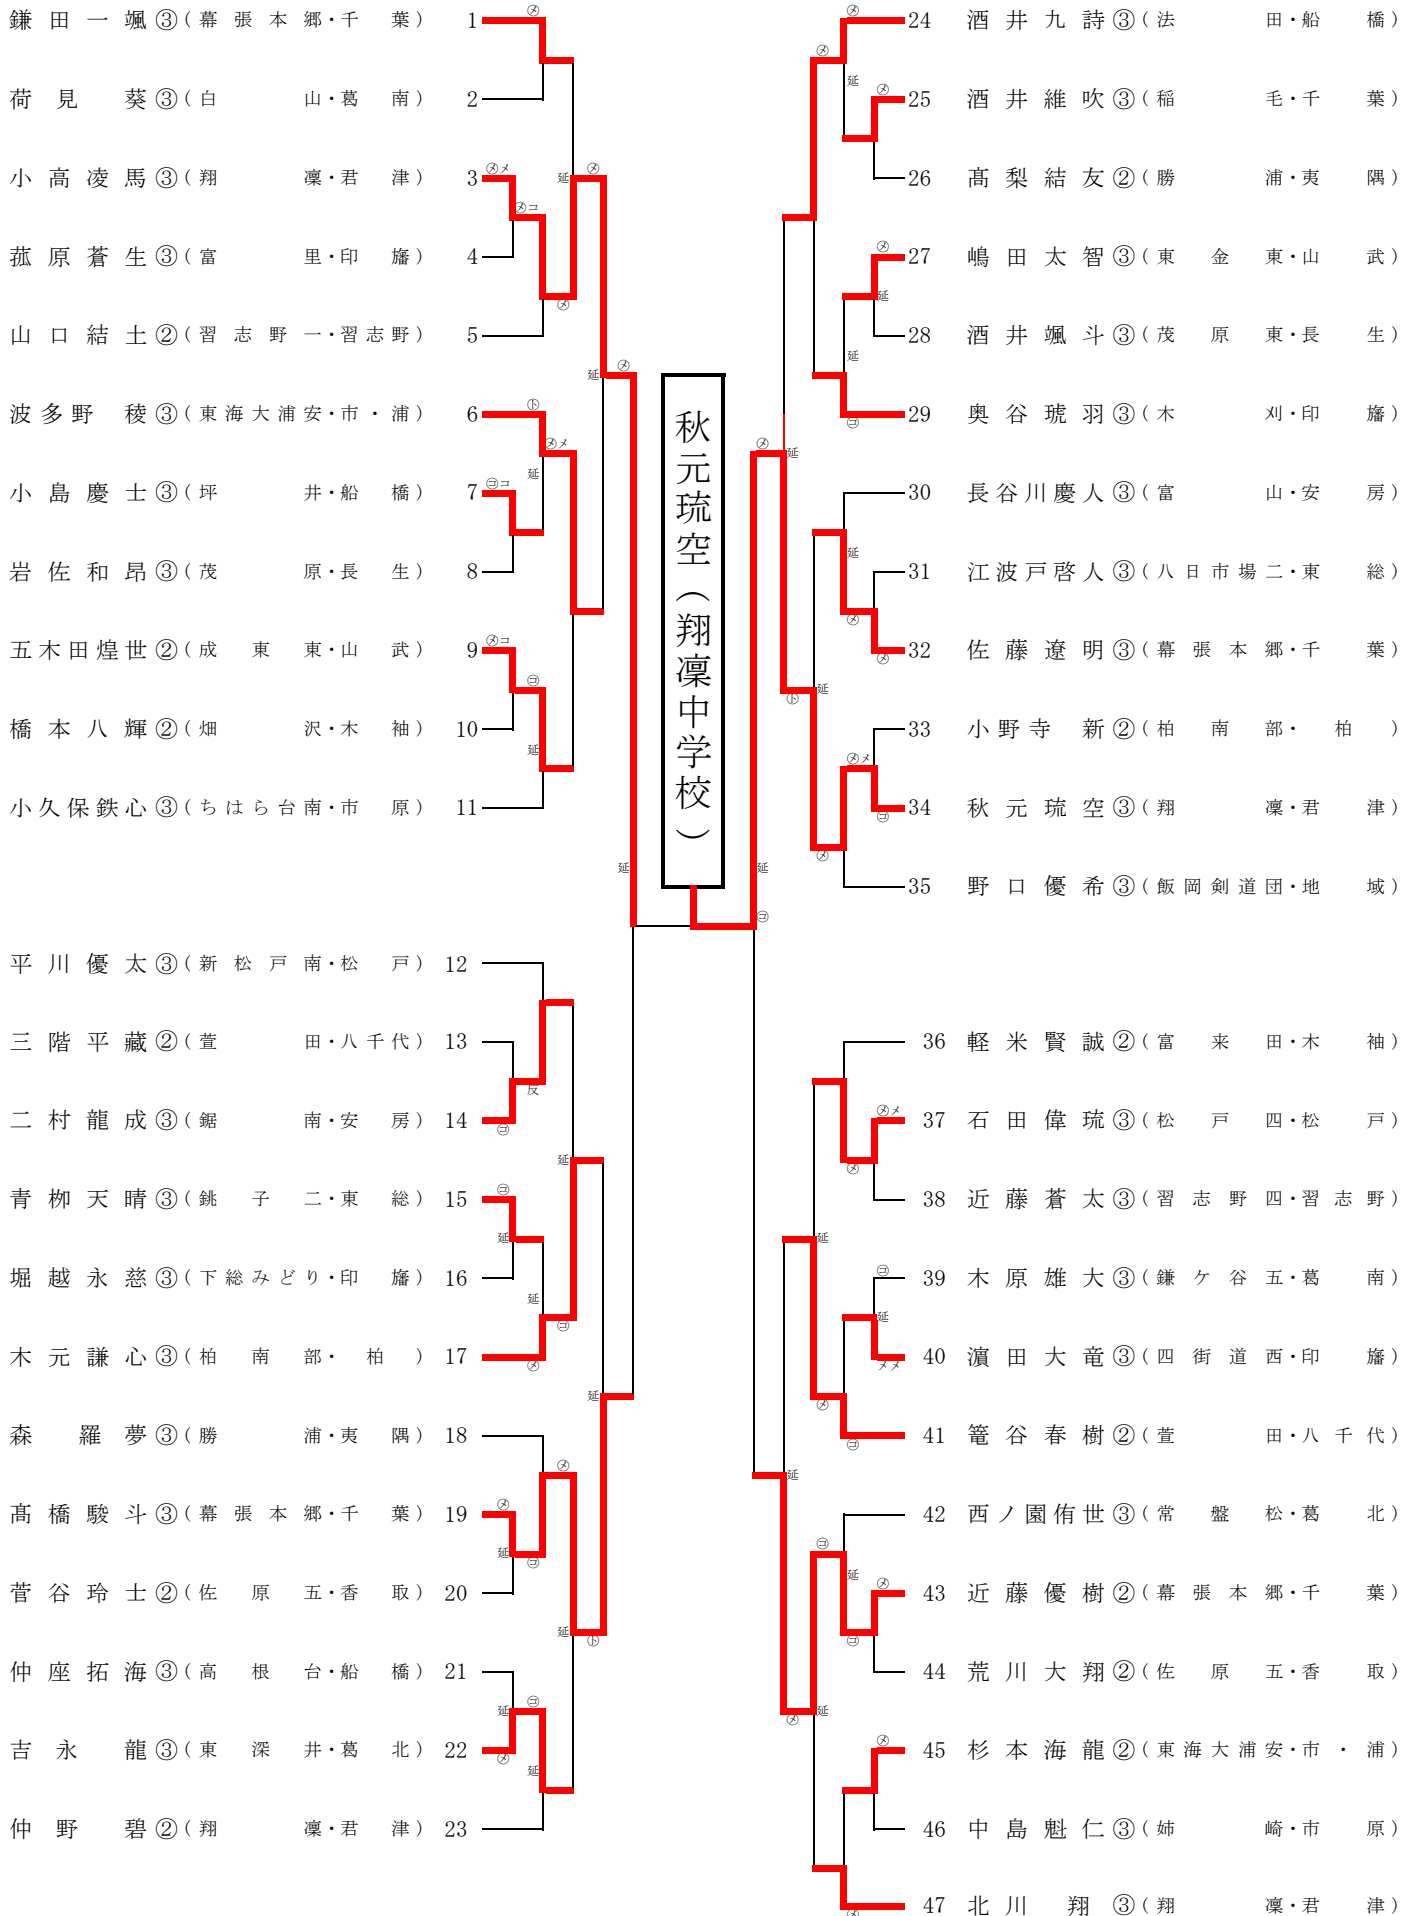 鎌田一颯③(幕張本郷・千葉) 1
荷見葵③(白山・葛南) 2
小高凌馬③(翔凜・君津) 3
菰原蒼生③(富里・印旛) 4
山口結土②(習志野一・習志野) 5
波多野稜③(東海大浦安・市・浦) 6
小島慶士③(坪井・船橋) 7
岩佐和昂③(茂原・長生) 8
五木田煌世②(成東東・山武) 9
橋本八輝②(畑沢・木袖) 10
小久保鉄心③(ちはら台南・市原) 11
平川優太③(新松戸南・松戸) 12
三階平藏②(萱田・八千代) 13
二村龍成③(鋸南・安房) 14
青栁天晴③(銚子二・東総) 15
堀越永慈③(下総みどり・印旛) 16
木元謙心③(柏南部・柏) 17
森羅夢③(勝浦・夷隅) 18
髙橋駿斗③(幕張本郷・千葉) 19
菅谷玲士②(佐原五・香取) 20
仲座拓海③(高根台・船橋) 21
吉永龍③(東深井・葛北) 22
仲野碧②(翔凜・君津) 23
秋元琉空(翔凜中学校)
24 酒井九詩③(法田・船橋)
25 酒井維吹③(稲毛・千葉)
26 髙梨結友②(勝浦・夷隅)
27 嶋田太智③(東金東・山武)
28 酒井颯斗③(茂原東・長生)
29 奥谷琥羽③(木刈・印旛)
30 長谷川慶人③(富山・安房)
31 江波戸啓人③(八日市場二・東総)
32 佐藤遼明③(幕張本郷・千葉)
33 小野寺新②(柏南部・柏)
34 秋元琉空③(翔凜・君津)
35 野口優希③(飯岡剣道団・地域)
36 軽米賢誠②(富来田・木袖)
37 石田偉琉③(松戸四・松戸)
38 近藤蒼太③(習志野四・習志野)
39 木原雄大③(鎌ケ谷五・葛南)
40 濵田大竜③(四街道西・印旛)
41 篭谷春樹②(萱田・八千代)
42 西ノ園侑世③(常盤松・葛北)
43 近藤優樹②(幕張本郷・千葉)
44 荒川大翔②(佐原五・香取)
45 杉本海龍②(東海大浦安・市・浦)
46 中島魁仁③(姉崎・市原)
47 北川翔③(翔凜・君津)